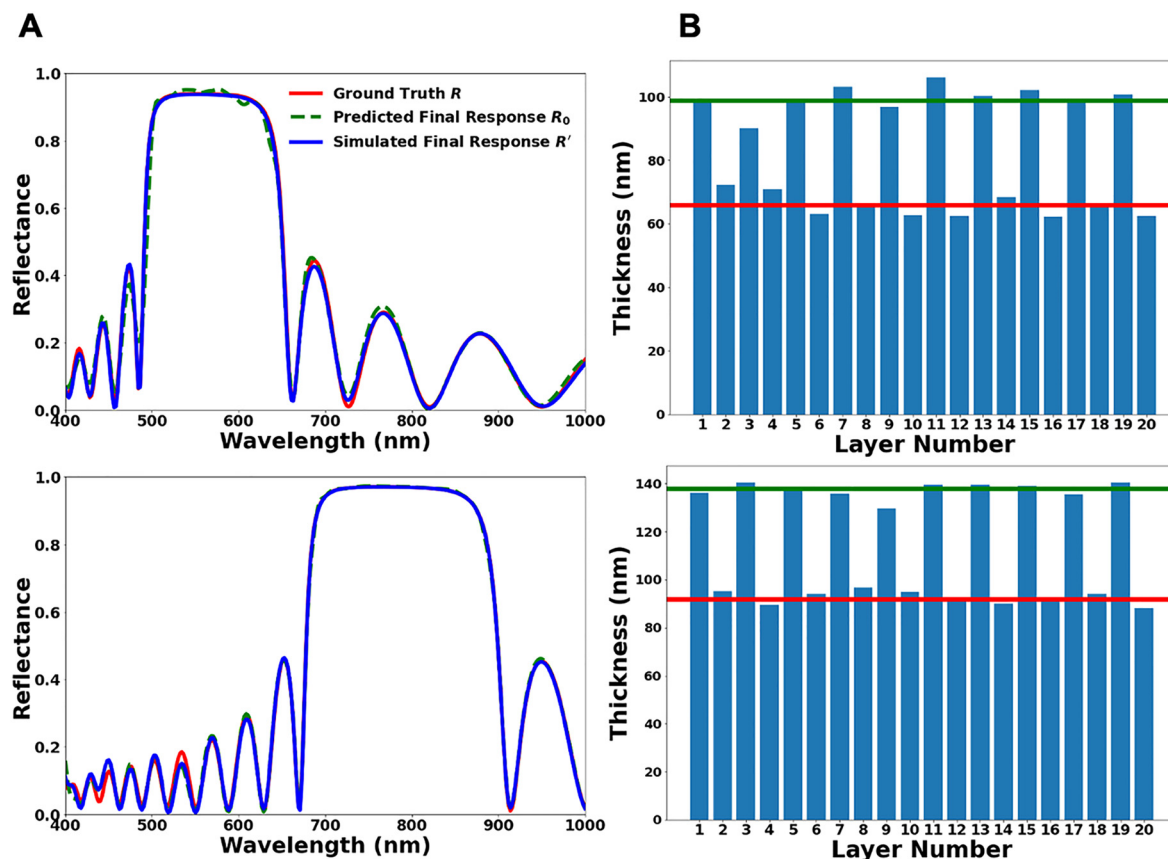 A
B
1.0
0.8
0.6
0.4
0.2
0.0
Reflectance
Ground Truth R
Predicted Final Response R₀
Simulated Final Response R′
400 500 600 700 800 900 1000
Wavelength (nm)
100
80
60
40
20
0
Thickness (nm)
1 2 3 4 5 6 7 8 9 10 11 12 13 14 15 16 17 18 19 20
Layer Number
1.0
0.8
0.6
0.4
0.2
0.0
Reflectance
400 500 600 700 800 900 1000
Wavelength (nm)
140
120
100
80
60
40
20
0
Thickness (nm)
1 2 3 4 5 6 7 8 9 10 11 12 13 14 15 16 17 18 19 20
Layer Number